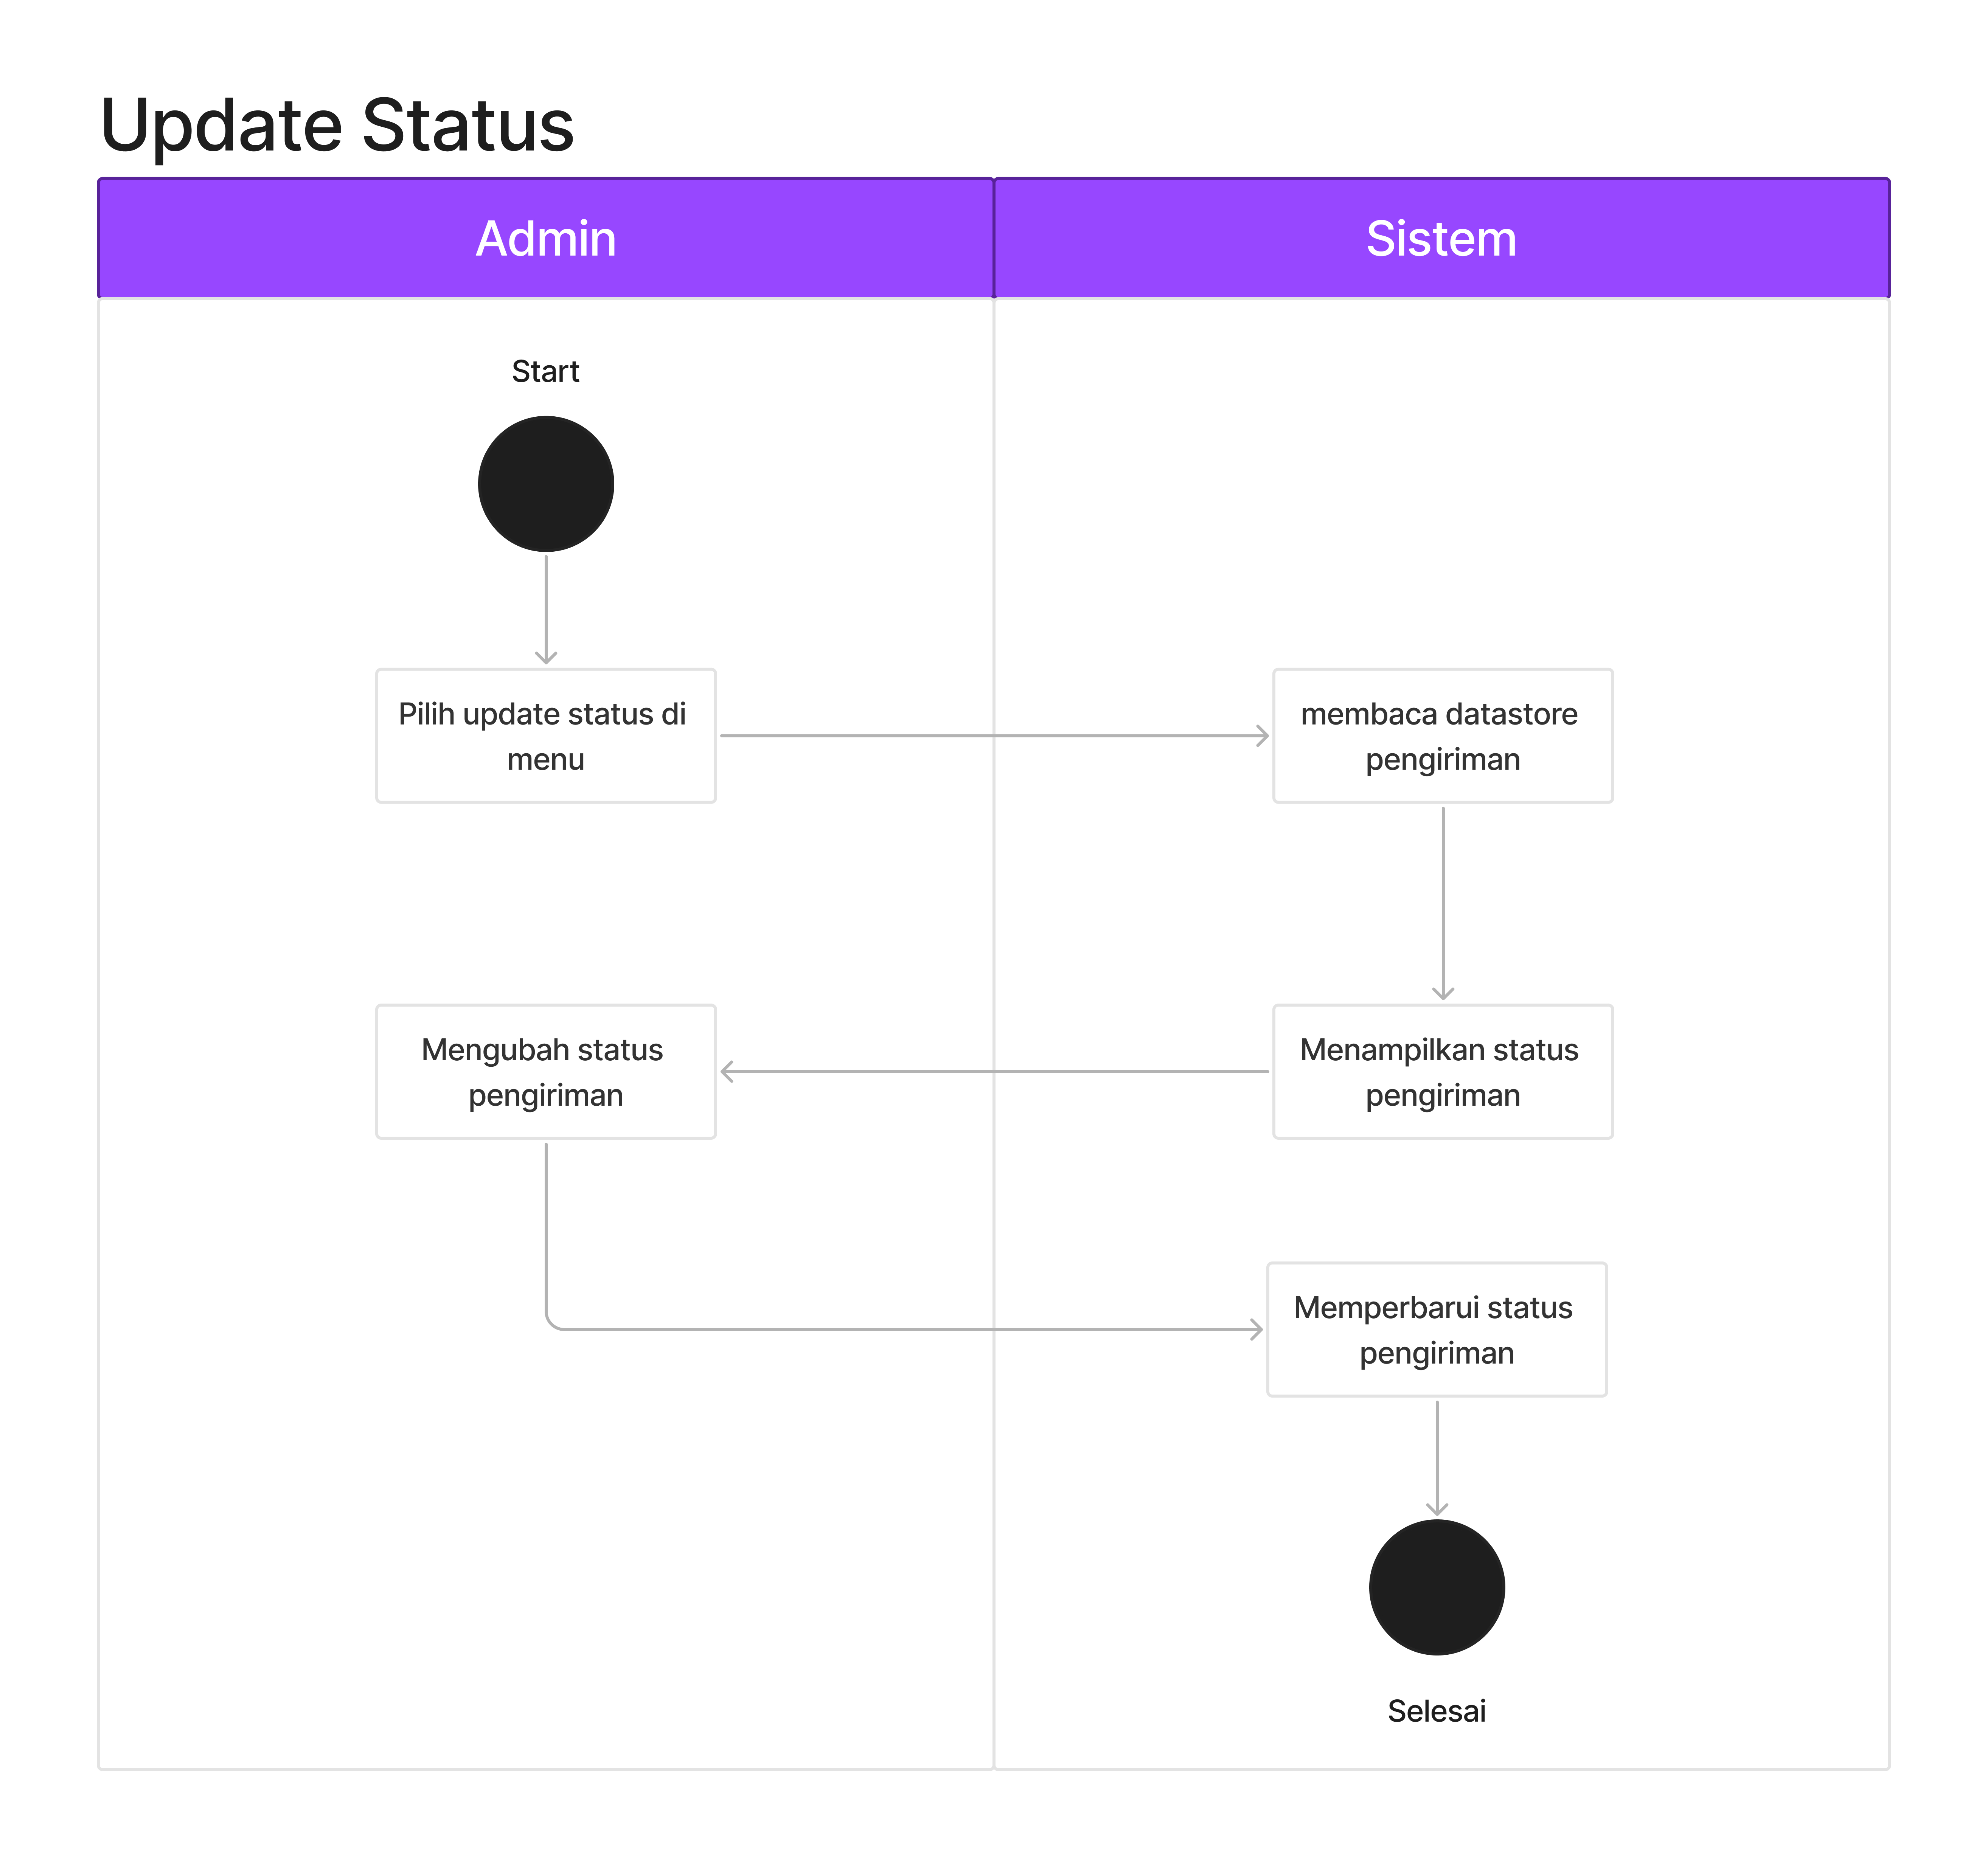 Update Status
Admin
Sistem
Start
Pilih update status di
menu
membaca datastore
pengiriman
Mengubah status
pengiriman
Menampilkan status
pengiriman
Memperbarui status
pengiriman
Selesai